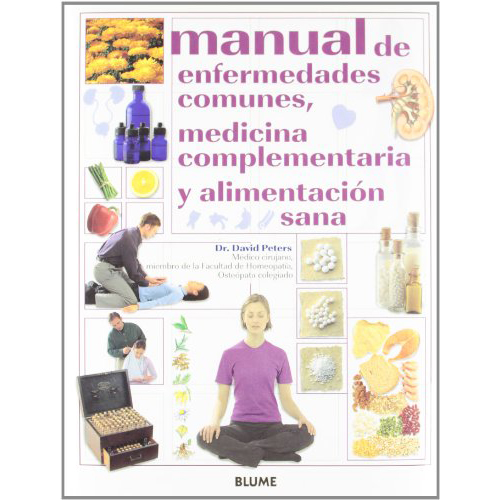 manual de
enfermedades
comunes,
medicina
complementaria
y alimentación
sana
Dr. David Peters
Médico cirujano,
miembro de la Facultad de Homeopatía,
Osteópata colegiado
BLUME